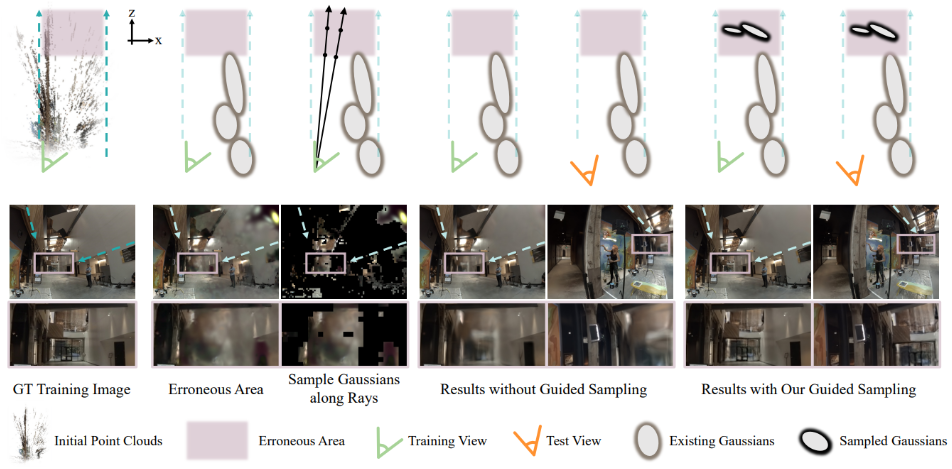 Z
X
GT Training Image
Erroneous Area
Sample Gaussians
along Rays
Results without Guided Sampling
Results with Our Guided Sampling
Initial Point Clouds
Erroneous Area
Training View
Test View
Existing Gaussians
Sampled Gaussians